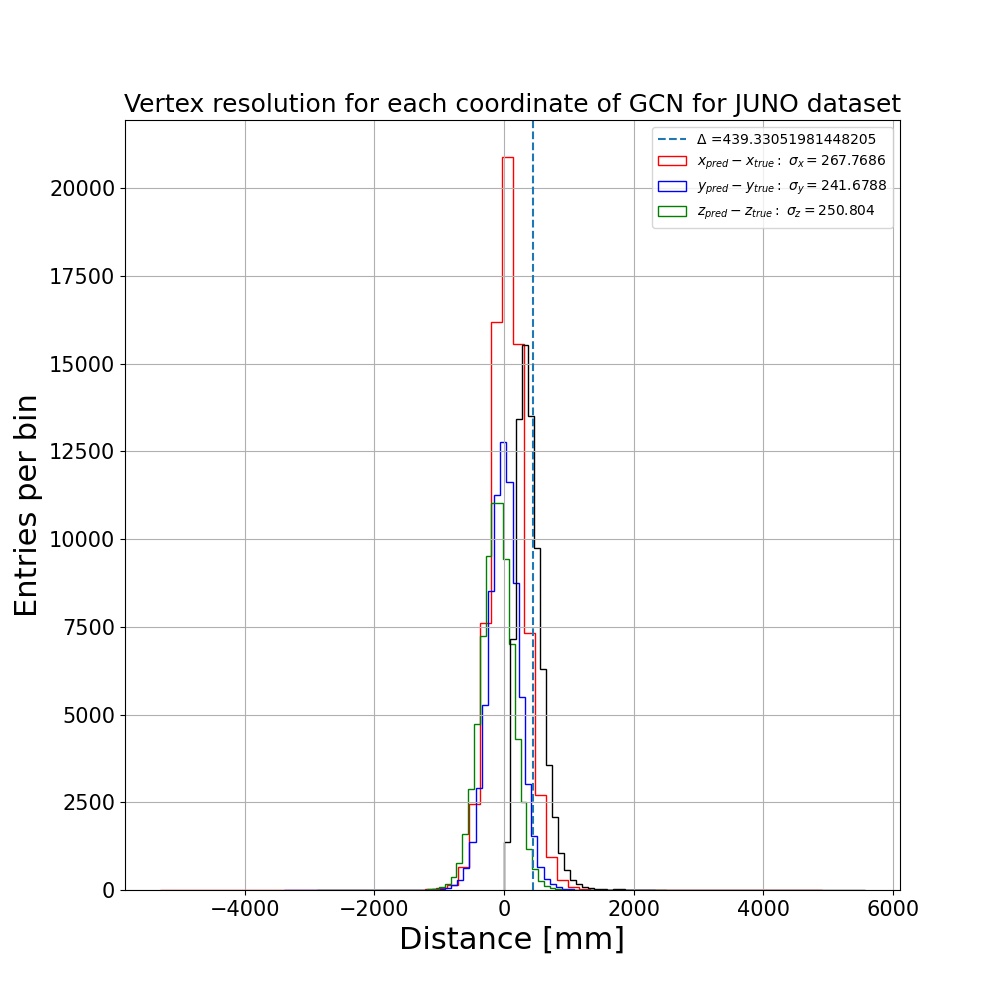 Vertex resolution for each coordinate of GCN for JUNO dataset
Δ =439.33051981448205
x_pred − x_true : σ_x = 267.7686
y_pred − y_true : σ_y = 241.6788
z_pred − z_true : σ_z = 250.804
20000
17500
15000
12500
10000
7500
5000
2500
0
Entries per bin
−4000 −2000 0 2000 4000 6000
Distance [mm]